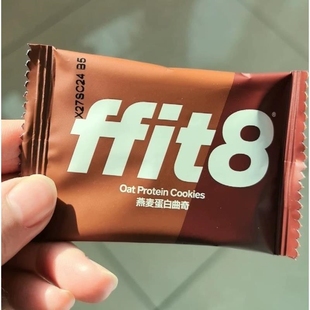 X27SC24 B5
ffit8
Oat Protein Cookies
燕麦蛋白曲奇